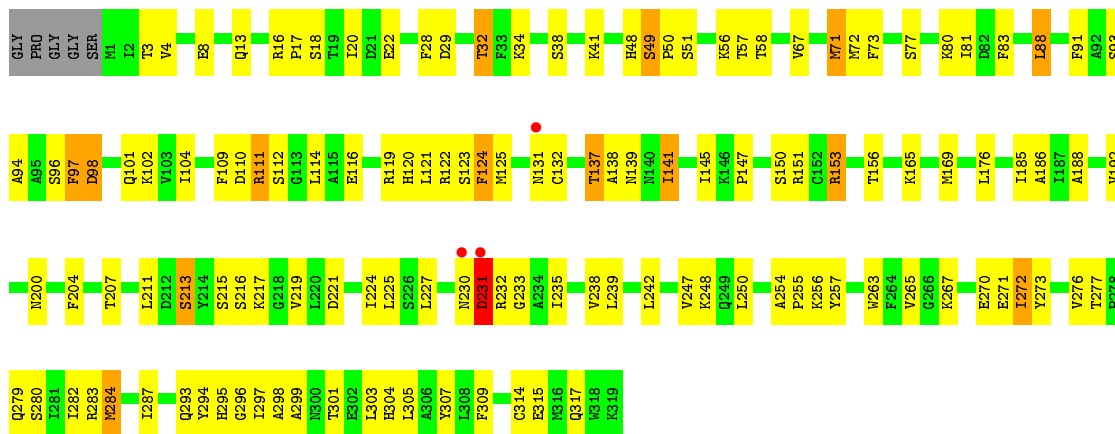 GLY PRO GLY GLY SER M1 I2 T3 V4 E8 Q13 R16 P17 S18 T19 I20 D21 E22 F28 D29 T32 F33 K34 S38 K41 H48 S49 P50 S51 K56 T57 T58 V67 M71 M72 F73 S77 K80 I81 D82 F83 L88 F91 A92 S93
A94 A95 S96 F97 D98 Q101 K102 V103 I104 F109 D110 R111 S112 G113 L114 A115 E116 R119 H120 L121 R122 S123 F124 M125 N131 C132 T137 A138 N139 N140 I141 I145 K146 P147 S150 R151 C152 R153 T156 K165 M169 L176 I185 A186 I187 A188
N200 F204 T207 L211 D212 S213 Y214 S215 S216 K217 G218 V219 L220 D221 I224 L225 S226 L227 N230 D231 R232 G233 A234 I235 V238 L239 L242 V247 K248 Q249 L250 A254 P255 K256 Y257 W263 F264 V265 G266 K267 E270 E271 I272 Y273 V276 T277
Q279 S280 I281 I282 R283 M284 I287 Q293 Y294 H295 G296 I297 A298 A299 N300 T301 E302 L303 H304 L305 A306 Y307 L308 F309 C314 E315 M316 Q317 W318 K319